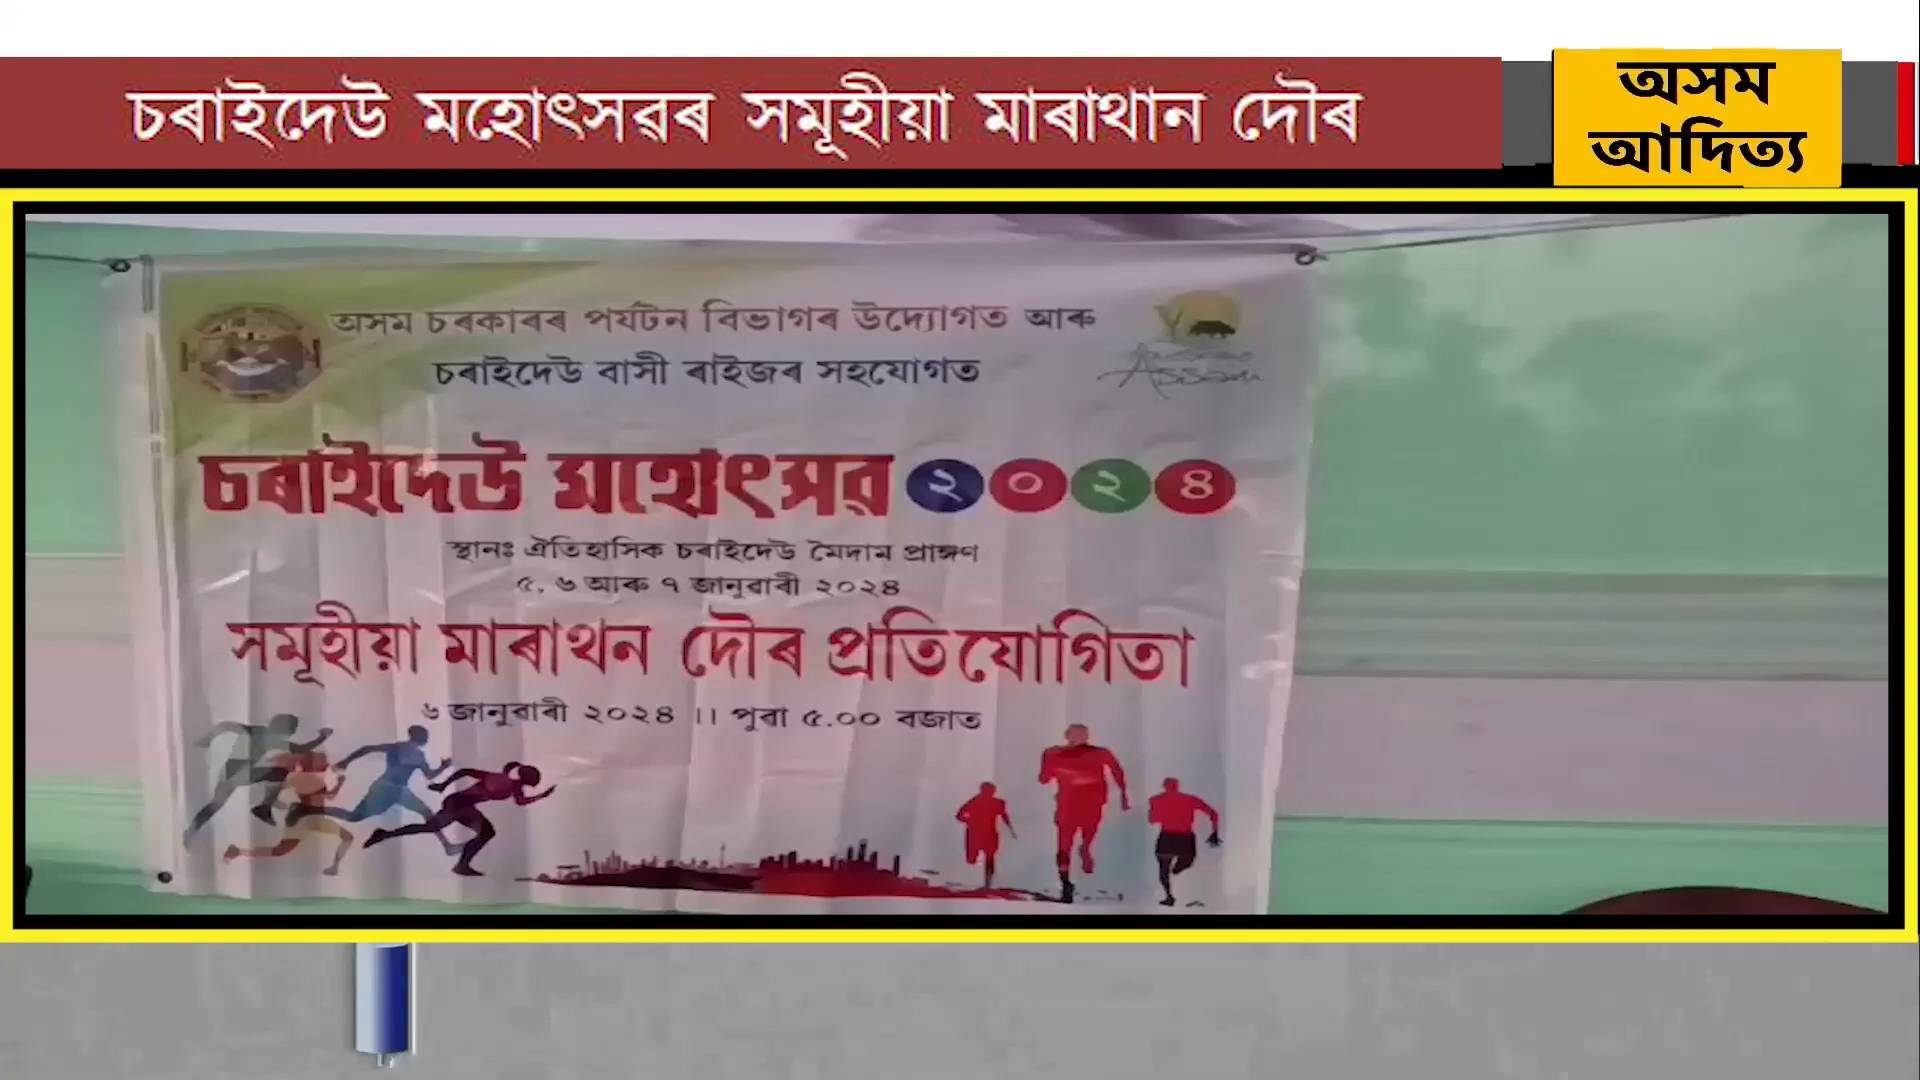 চৰাইদেউ মহোৎসৱৰ সমূহীয়া মাৰাথান দৌৰ
অসম
আদিত্য
অসম চৰকাৰৰ পৰ্যটন বিভাগৰ উদ্যোগত আৰু
চৰাইদেউ বাসী ৰাইজৰ সহযোগত
Awesome
Assam
চৰাইদেউ মহোৎসৱ ২০২৪
স্থানঃ ঐতিহাসিক চৰাইদেউ মৈদাম প্ৰাঙ্গণ
৫, ৬ আৰু ৭ জানুৱাৰী ২০২৪
সমূহীয়া মাৰাথন দৌৰ প্ৰতিযোগিতা
৬ জানুৱাৰী ২০২৪ ।। পুৱা ৫.০০ বজাত